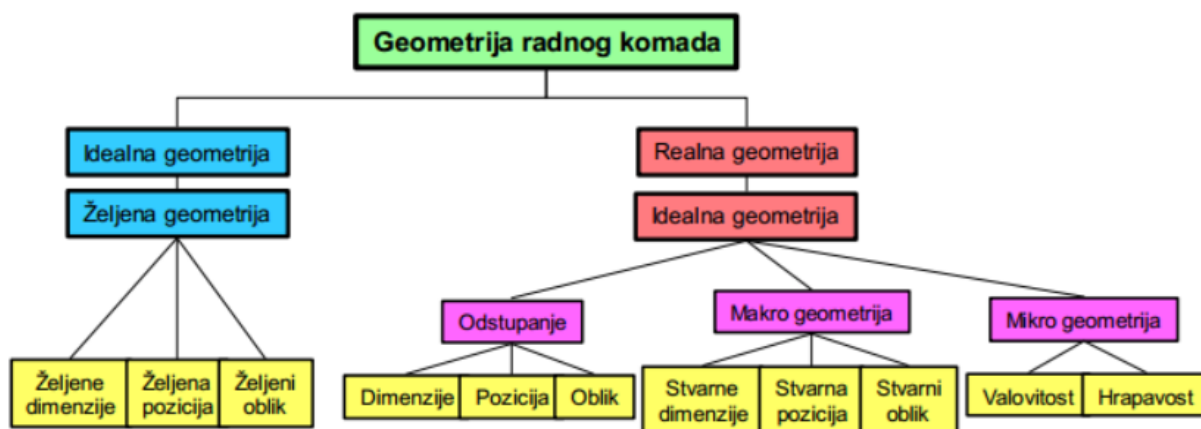 Geometrija radnog komada
Idealna geometrija
Realna geometrija
Željena geometrija
Idealna geometrija
Odstupanje
Makro geometrija
Mikro geometrija
Željene
dimenzije
Željena
pozicija
Željeni
oblik
Dimenzije
Pozicija
Oblik
Stvarne
dimenzije
Stvarna
pozicija
Stvarni
oblik
Valovitost
Hrapavost